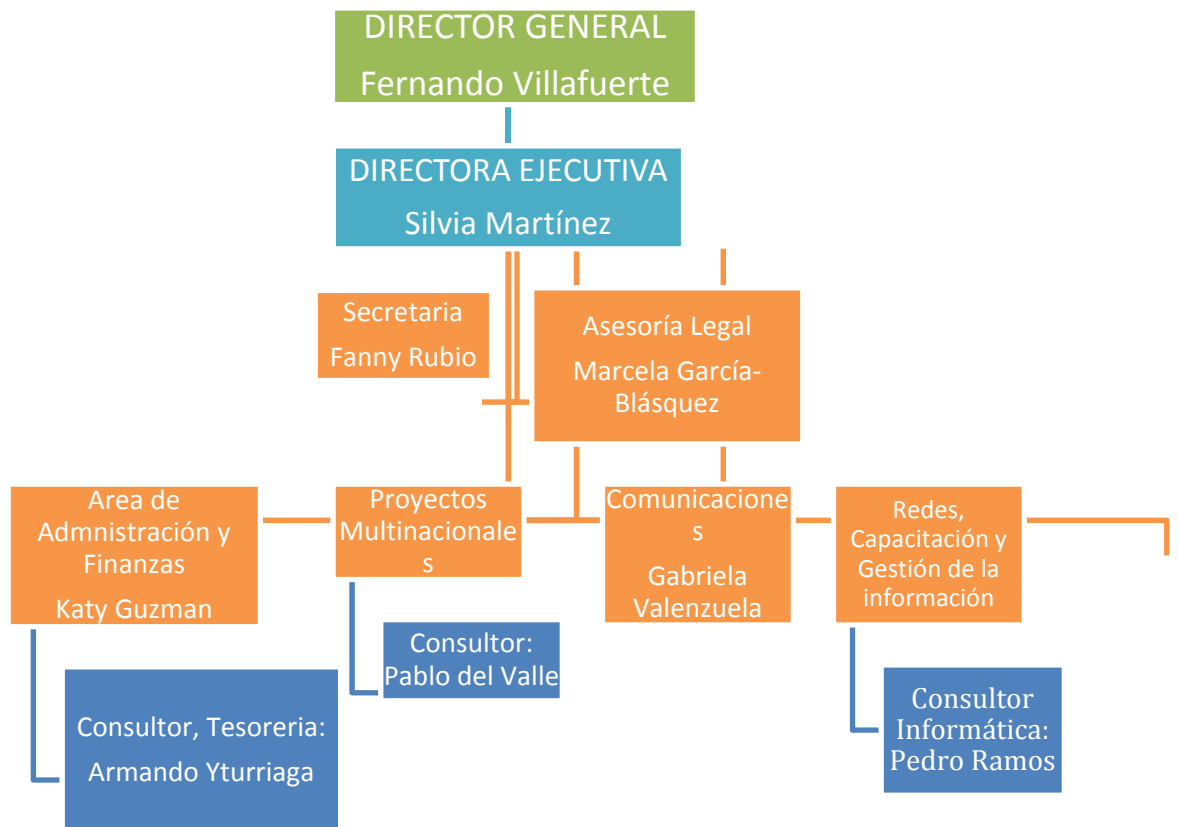 DIRECTOR GENERAL
Fernando Villafuerte
DIRECTORA EJECUTIVA
Silvia Martínez
Secretaria
Fanny Rubio
Asesoría Legal
Marcela García-
Blásquez
Area de
Admnistración y
Finanzas
Katy Guzman
Proyectos
Multinacionale
s
Comunicacione
s
Gabriela
Valenzuela
Redes,
Capacitación y
Gestión de la
información
Consultor, Tesoreria:
Armando Yturriaga
Consultor:
Pablo del Valle
Consultor
Informática:
Pedro Ramos